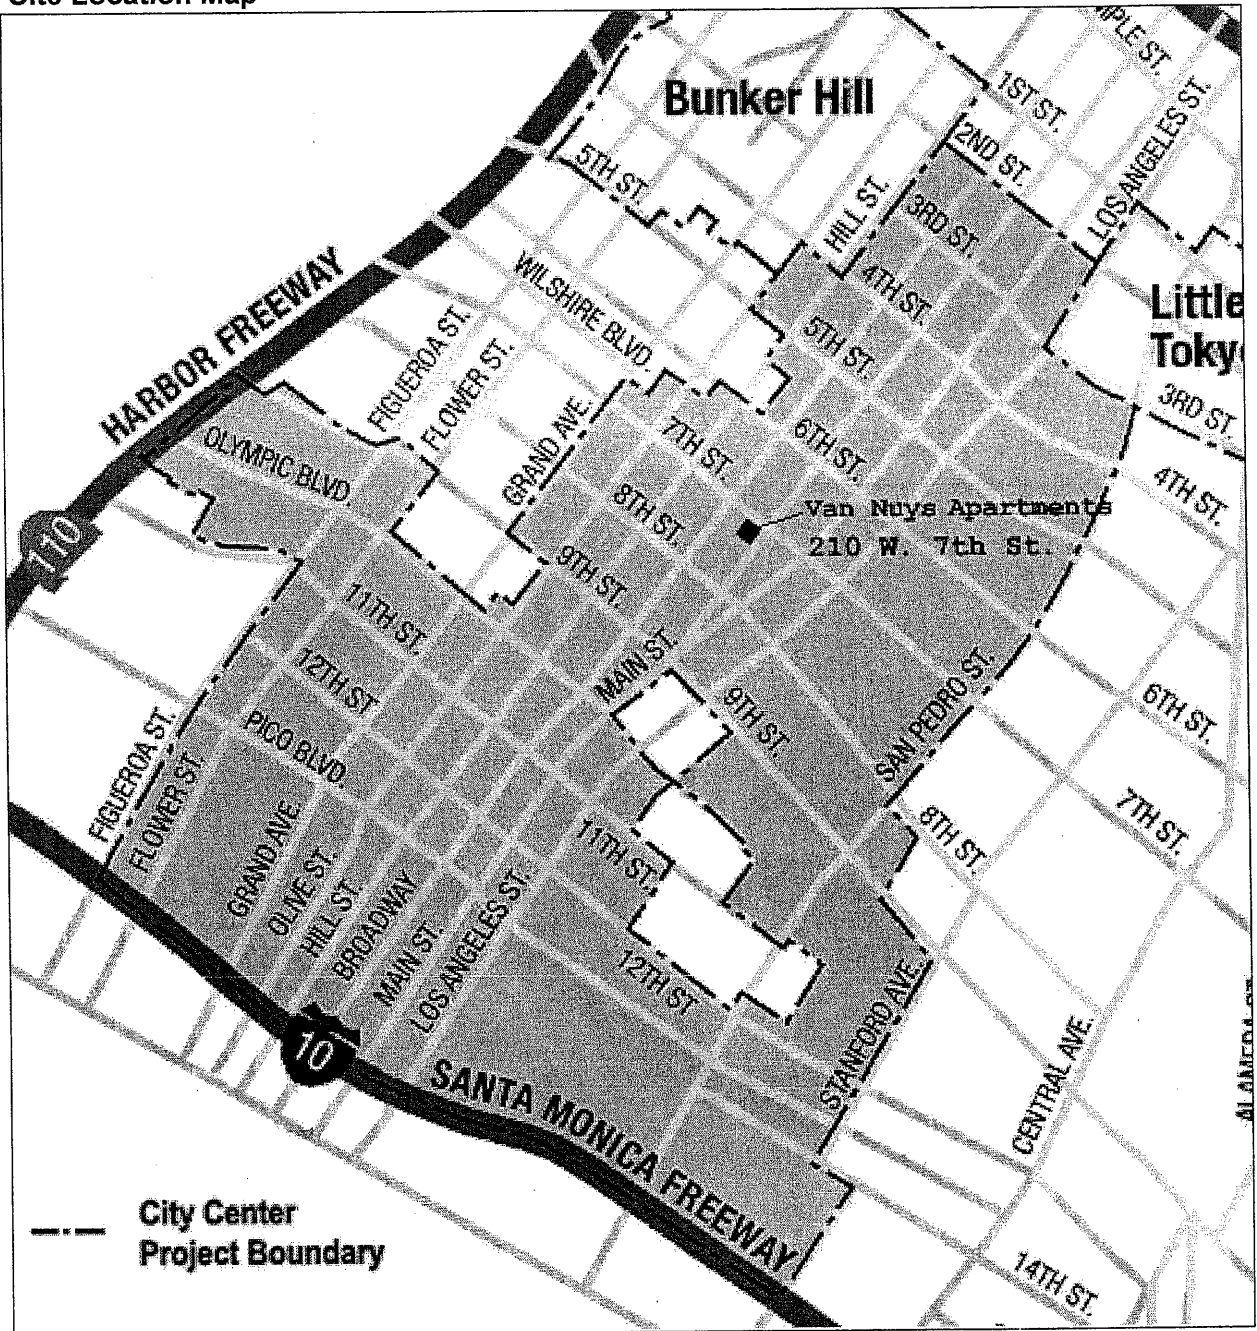 Site Location Map
Bunker Hill
1ST ST.
LOS ANGELES ST.
2ND ST.
5TH ST.
HILL ST.
3RD ST.
4TH ST.
WILSHIRE BLVD.
5TH ST.
HARBOR FREEWAY
FIGUEROA ST.
FLOWER ST.
Little
3RD ST.
GRAND AVE.
7TH ST.
6TH ST.
OLYMPIC BLVD.
4TH ST.
8TH ST.
Van Nuys Apartments
210 W. 7th St.
110
9TH ST.
11TH ST.
MAIN ST.
12TH ST
9TH ST.
SAN PEDRO ST.
6TH ST.
PICO BLVD.
FIGUEROA ST.
FLOWER ST.
7TH ST.
8TH ST.
11TH ST.
GRAND AVE.
OLIVE ST.
HILL ST.
BROADWAY
MAIN ST.
LOS ANGELES ST.
12TH ST
STANFORD AVE.
CENTRAL AVE.
10
SANTA MONICA FREEWAY
14TH ST.
City Center
Project Boundary